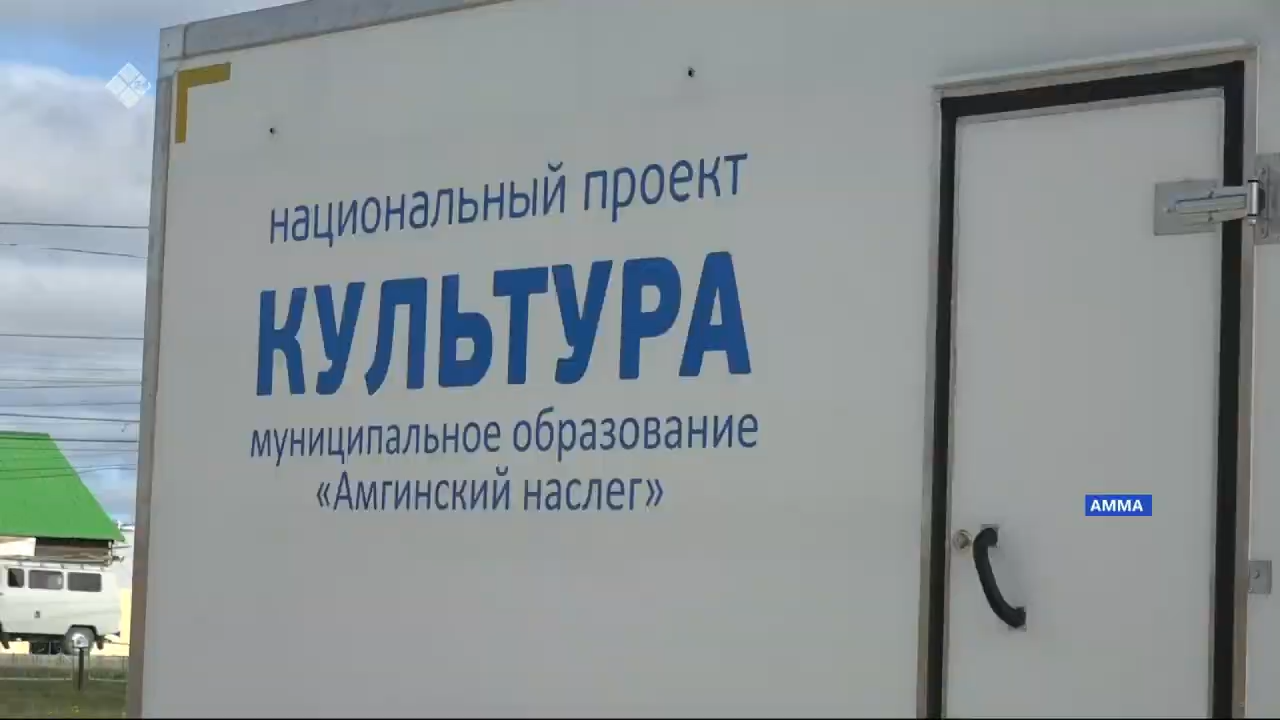 национальный проект
КУЛЬТУРА
муниципальное образование
«Амгинский наслег»
АММА